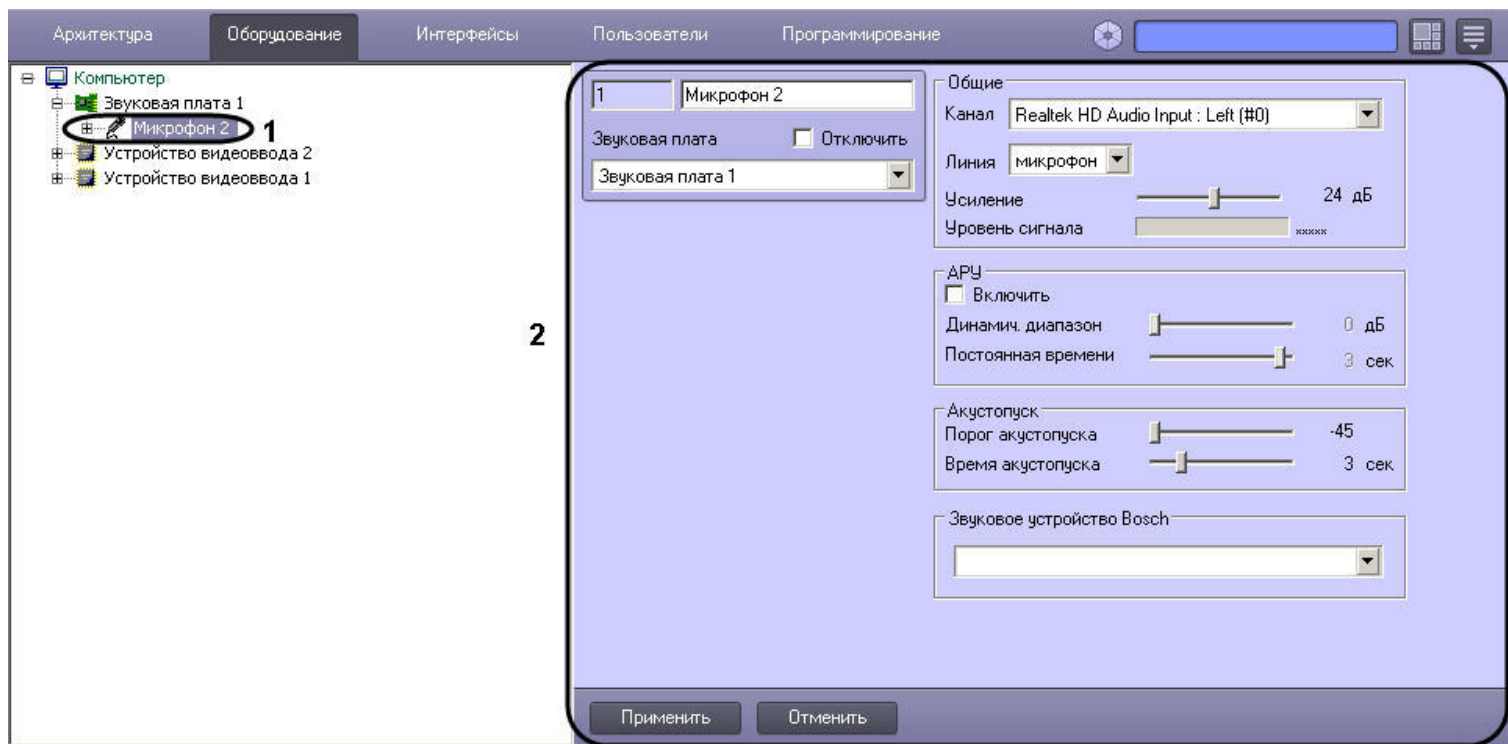 Архитектура Оборудование Интерфейсы Пользователи Программирование
Компьютер
Звуковая плата 1
Микрофон 2 1
Устройство видеоввода 2
Устройство видеоввода 1
2
1 Микрофон 2
Звуковая плата Отключить
Звуковая плата 1
Общие
Канал Realtek HD Audio Input : Left (#0)
Линия микрофон
Усиление 24 дБ
Уровень сигнала xxxxx
АРУ
Включить
Динамич. диапазон 0 дБ
Постоянная времени 3 сек
Акустопуск
Порог акустопуска -45
Время акустопуска 3 сек
Звуковое устройство Bosch
Применить Отменить